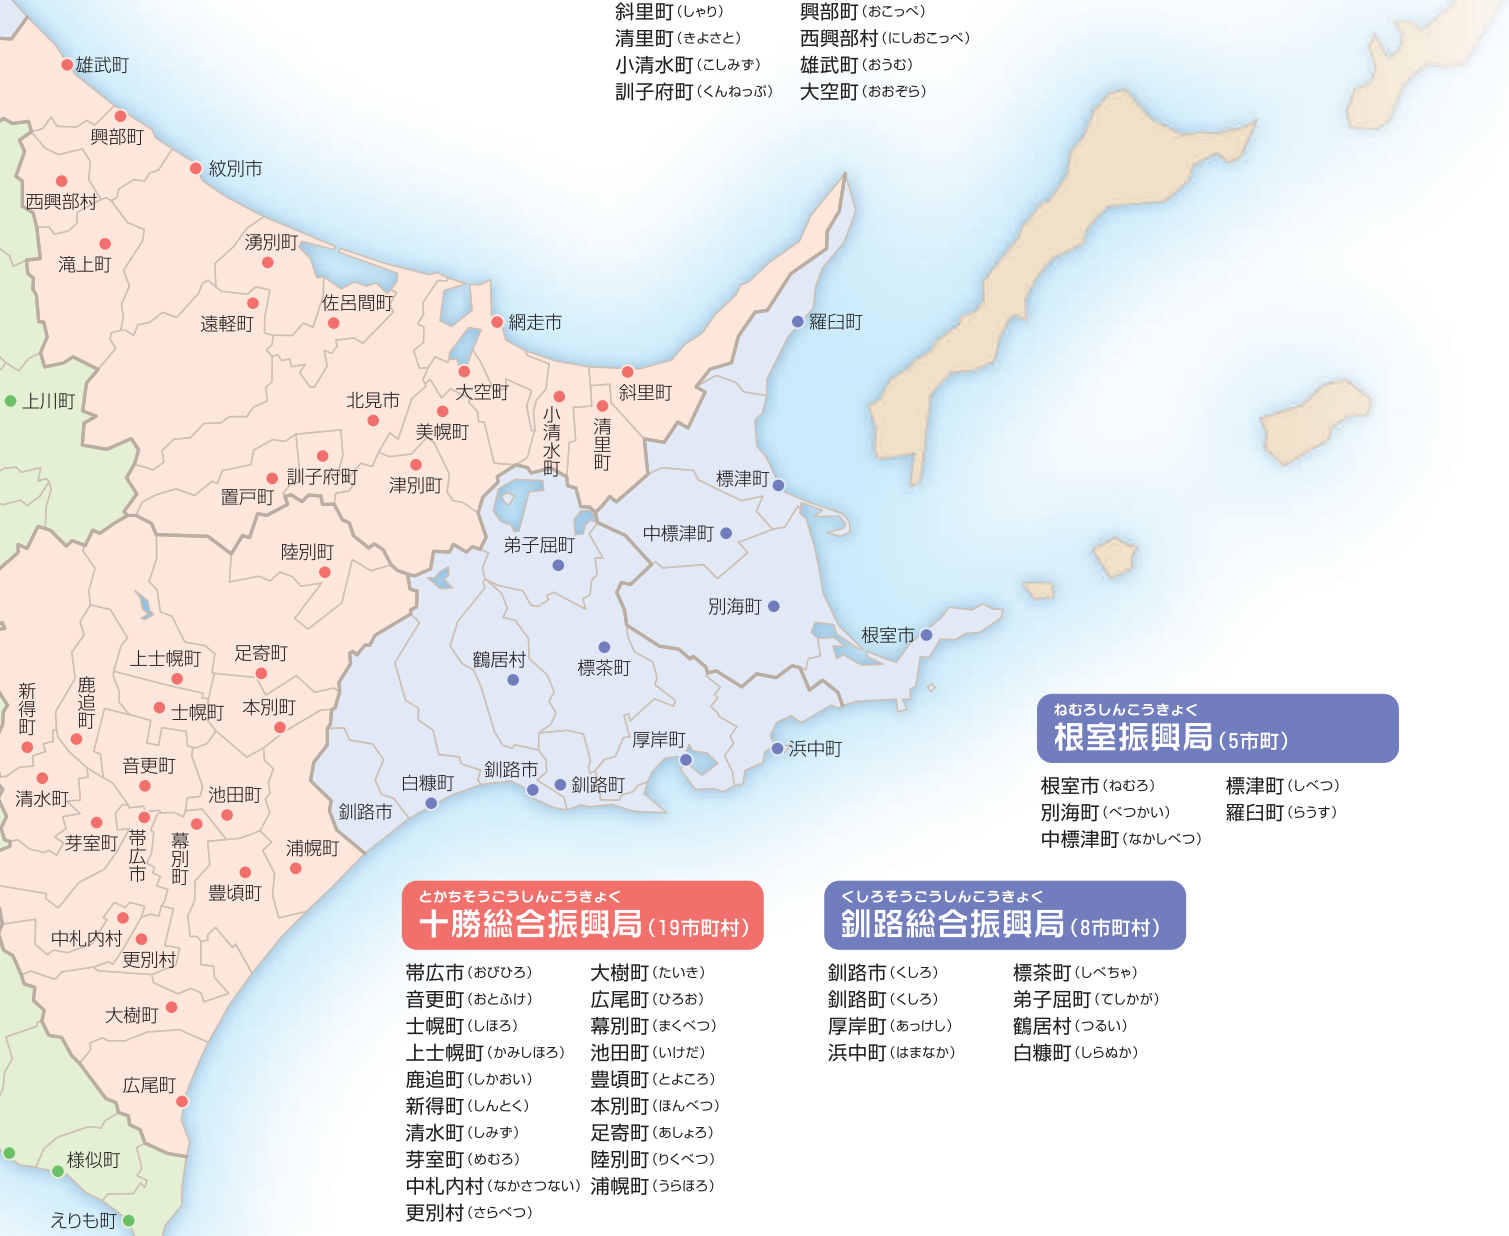 斜里町（しゃり）
清里町（きよさと）
小清水町（こしみず）
訓子府町（くんねっぷ）
興部町（おこっぺ）
西興部村（にしおこっぺ）
雄武町（おうむ）
大空町（おおぞら）
雄武町
興部町
紋別市
西興部村
滝上町
湧別町
遠軽町
佐呂間町
網走市
羅臼町
上川町
北見市
大空町
美幌町
小清水町
清里町
斜里町
訓子府町
置戸町
津別町
標津町
中標津町
弟子屈町
陸別町
別海町
根室市
上士幌町
足寄町
鶴居村
標茶町
新得町
鹿追町
士幌町
本別町
厚岸町
浜中町
音更町
清水町
池田町
白糠町
釧路市
釧路町
釧路市
芽室町
帯広市
幕別町
浦幌町
豊頃町
中札内村
更別村
大樹町
広尾町
様似町
えりも町
ねむろしんこうきょく
根室振興局（5市町）
根室市（ねむろ）
別海町（べつかい）
中標津町（なかしべつ）
標津町（しべつ）
羅臼町（らうす）
とかちそうごうしんこうきょく
十勝総合振興局（19市町村）
帯広市（おびひろ）
音更町（おとふけ）
士幌町（しほろ）
上士幌町（かみしほろ）
鹿追町（しかおい）
新得町（しんとく）
清水町（しみず）
芽室町（めむろ）
中札内村（なかさつない）
更別村（さらべつ）
大樹町（たいき）
広尾町（ひろお）
幕別町（まくべつ）
池田町（いけだ）
豊頃町（とよころ）
本別町（ほんべつ）
足寄町（あしょろ）
陸別町（りくべつ）
浦幌町（うらほろ）
くしろそうごうしんこうきょく
釧路総合振興局（8市町村）
釧路市（くしろ）
釧路町（くしろ）
厚岸町（あっけし）
浜中町（はまなか）
標茶町（しべちゃ）
弟子屈町（てしかが）
鶴居村（つるい）
白糠町（しらぬか）